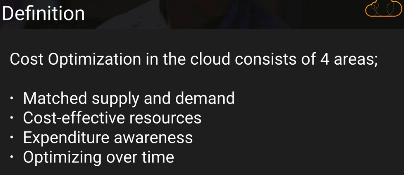 Definition
Cost Optimization in the cloud consists of 4 areas;
· Matched supply and demand
· Cost-effective resources
· Expenditure awareness
· Optimizing over time